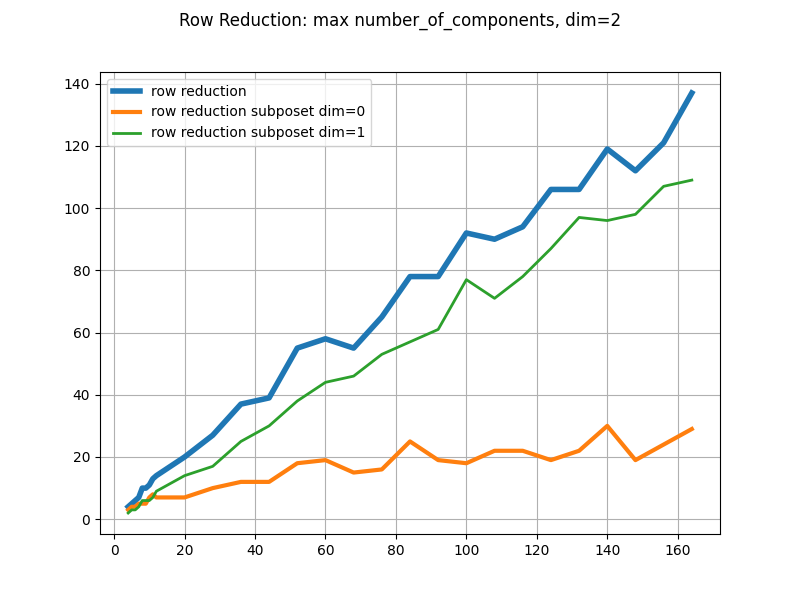 Row Reduction: max number_of_components, dim=2
row reduction
row reduction subposet dim=0
row reduction subposet dim=1
140
120
100
80
60
40
20
0
0 20 40 60 80 100 120 140 160